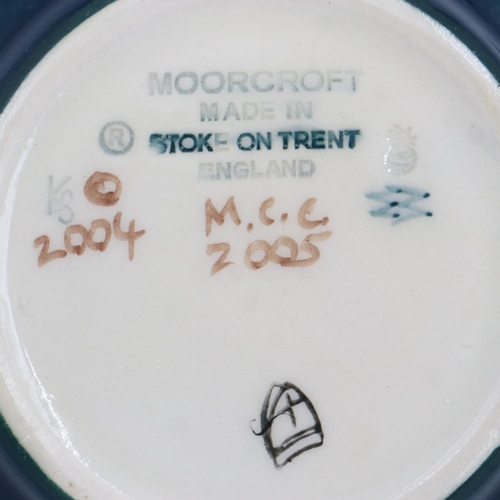 MOORCROFT
MADE IN
® STOKE ON TRENT
ENGLAND
KS O
2004
M.C.C.
2005